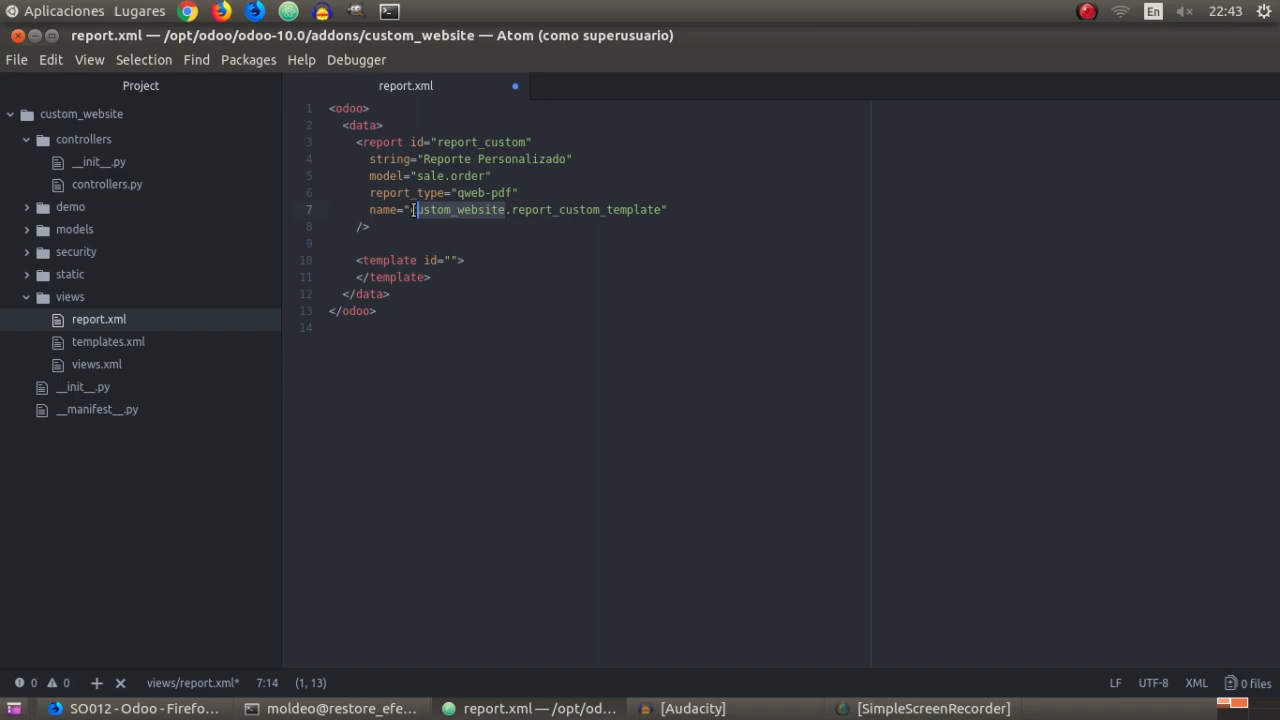 Aplicaciones Lugares En 22:43
report.xml — /opt/odoo/odoo-10.0/addons/custom_website — Atom (como superusuario)
File Edit View Selection Find Packages Help Debugger
Project
report.xml
custom_website
controllers
__init__.py
controllers.py
demo
models
security
static
views
report.xml
templates.xml
views.xml
__init__.py
__manifest__.py
1 <odoo>
2 <data>
3 <report id="report_custom"
4 string="Reporte Personalizado"
5 model="sale.order"
6 report_type="qweb-pdf"
7 name="custom_website.report_custom_template"
8 />
9
10 <template id="">
11 </template>
12 </data>
13 </odoo>
14
0 0 views/report.xml* 7:14 (1, 13) LF UTF-8 XML 0 files
SO012 - Odoo - Firefo... moldeo@restore_efe... report.xml — /opt/od... [Audacity] [SimpleScreenRecorder]